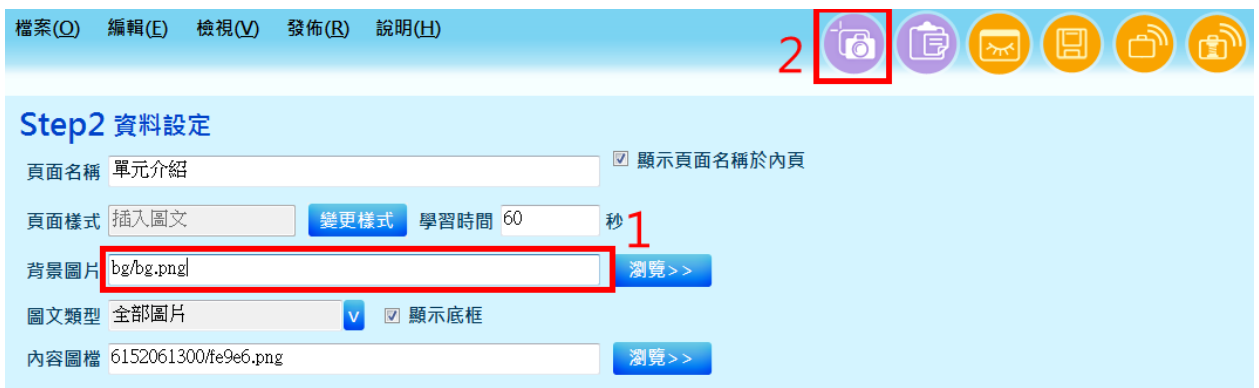 檔案(O) 編輯(E) 檢視(V) 發佈(R) 說明(H)
2
Step2 資料設定
頁面名稱 單元介紹 顯示頁面名稱於內頁
頁面樣式 插入圖文 變更樣式 學習時間 60 秒
1
背景圖片 bg/bg.png 瀏覽>>
圖文類型 全部圖片 v 顯示底框
內容圖檔 6152061300/fe9e6.png 瀏覽>>